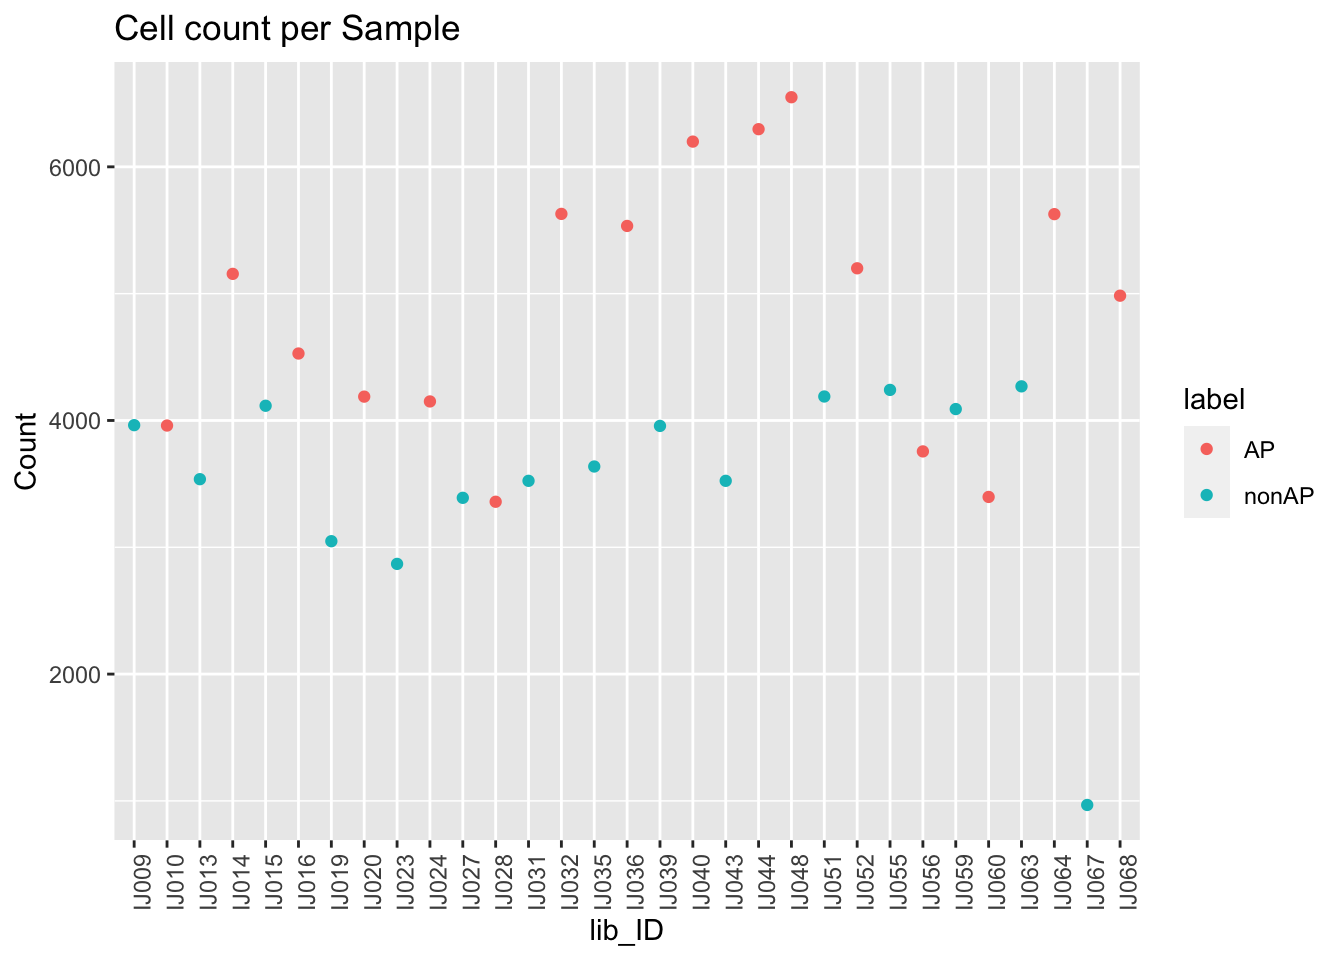 Cell count per Sample
6000
4000
2000
Count
IJ009
IJ010
IJ013
IJ014
IJ015
IJ016
IJ019
IJ020
IJ023
IJ024
IJ027
IJ028
IJ031
IJ032
IJ035
IJ036
IJ039
IJ040
IJ043
IJ044
IJ048
IJ051
IJ052
IJ055
IJ056
IJ059
IJ060
IJ063
IJ064
IJ067
IJ068
lib_ID
label
AP
nonAP